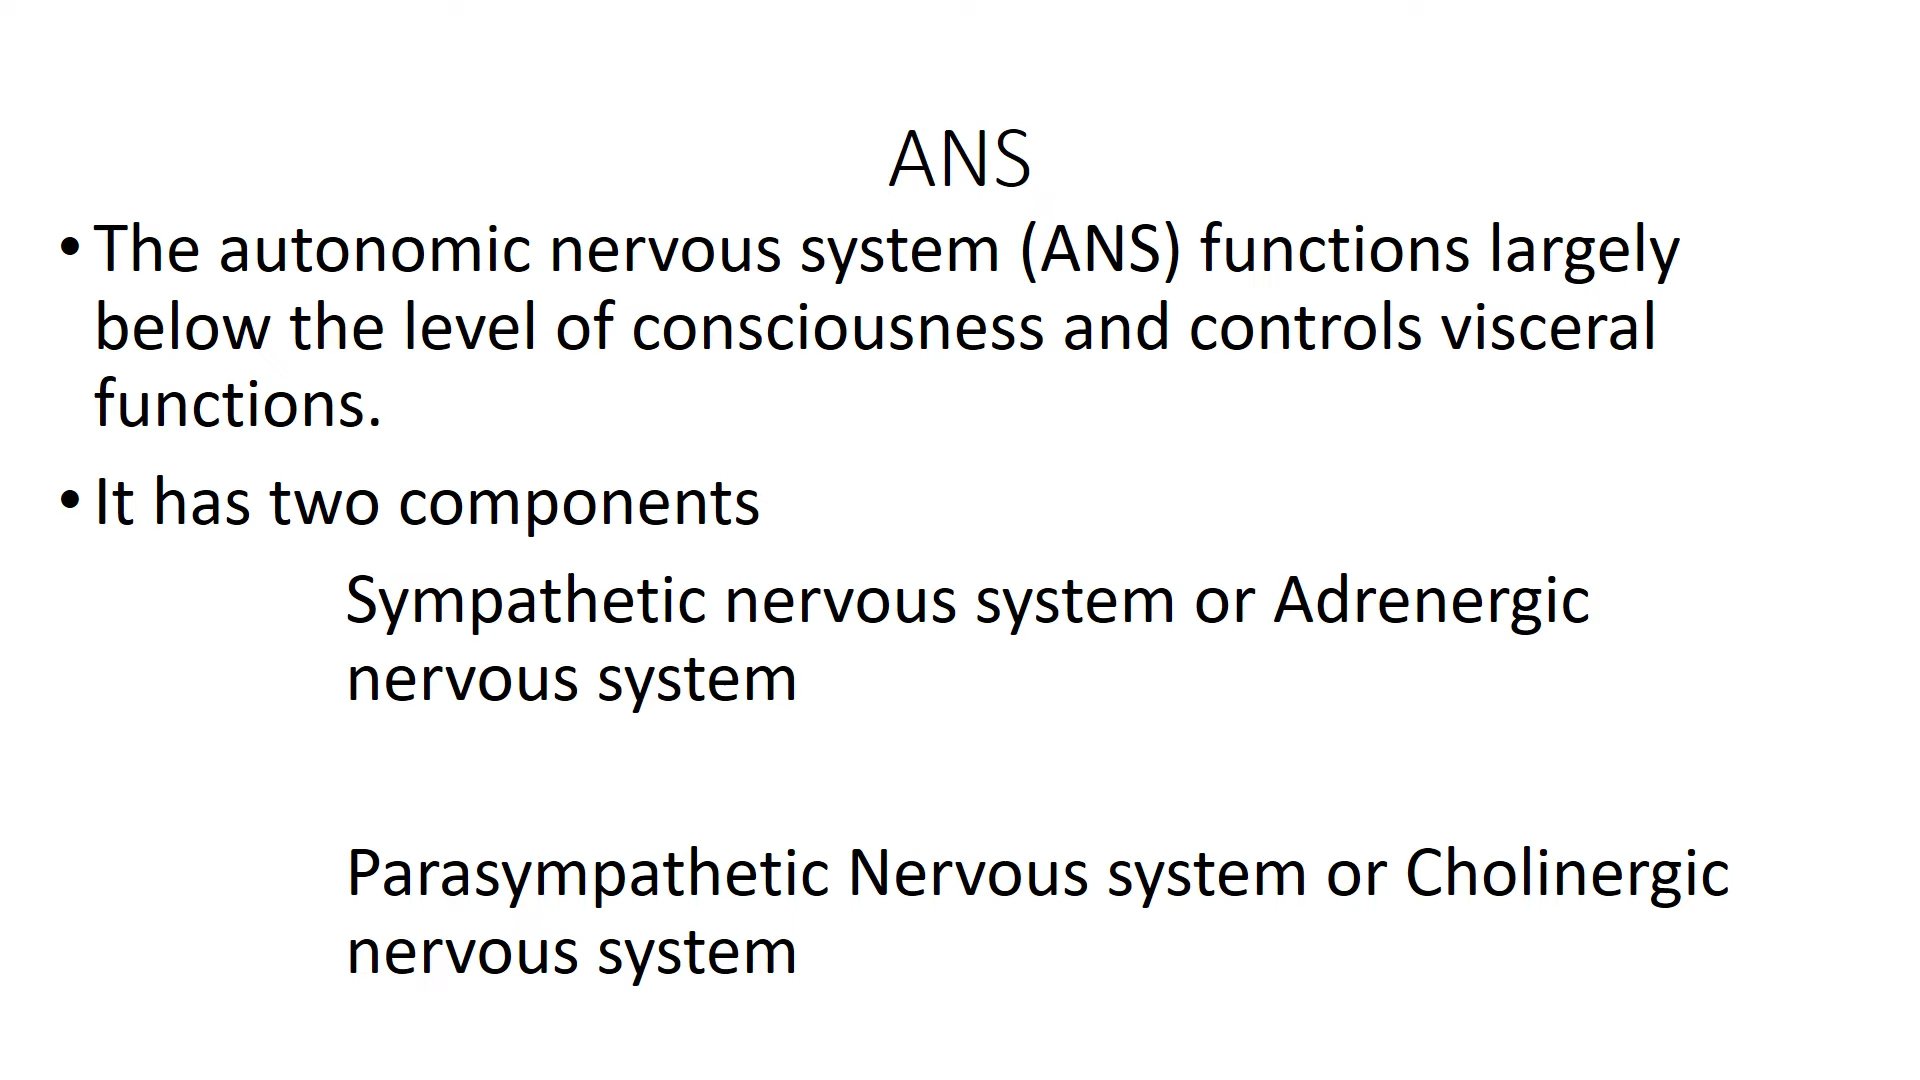 ANS
• The autonomic nervous system (ANS) functions largely
below the level of consciousness and controls visceral
functions.
• It has two components
Sympathetic nervous system or Adrenergic
nervous system
Parasympathetic Nervous system or Cholinergic
nervous system